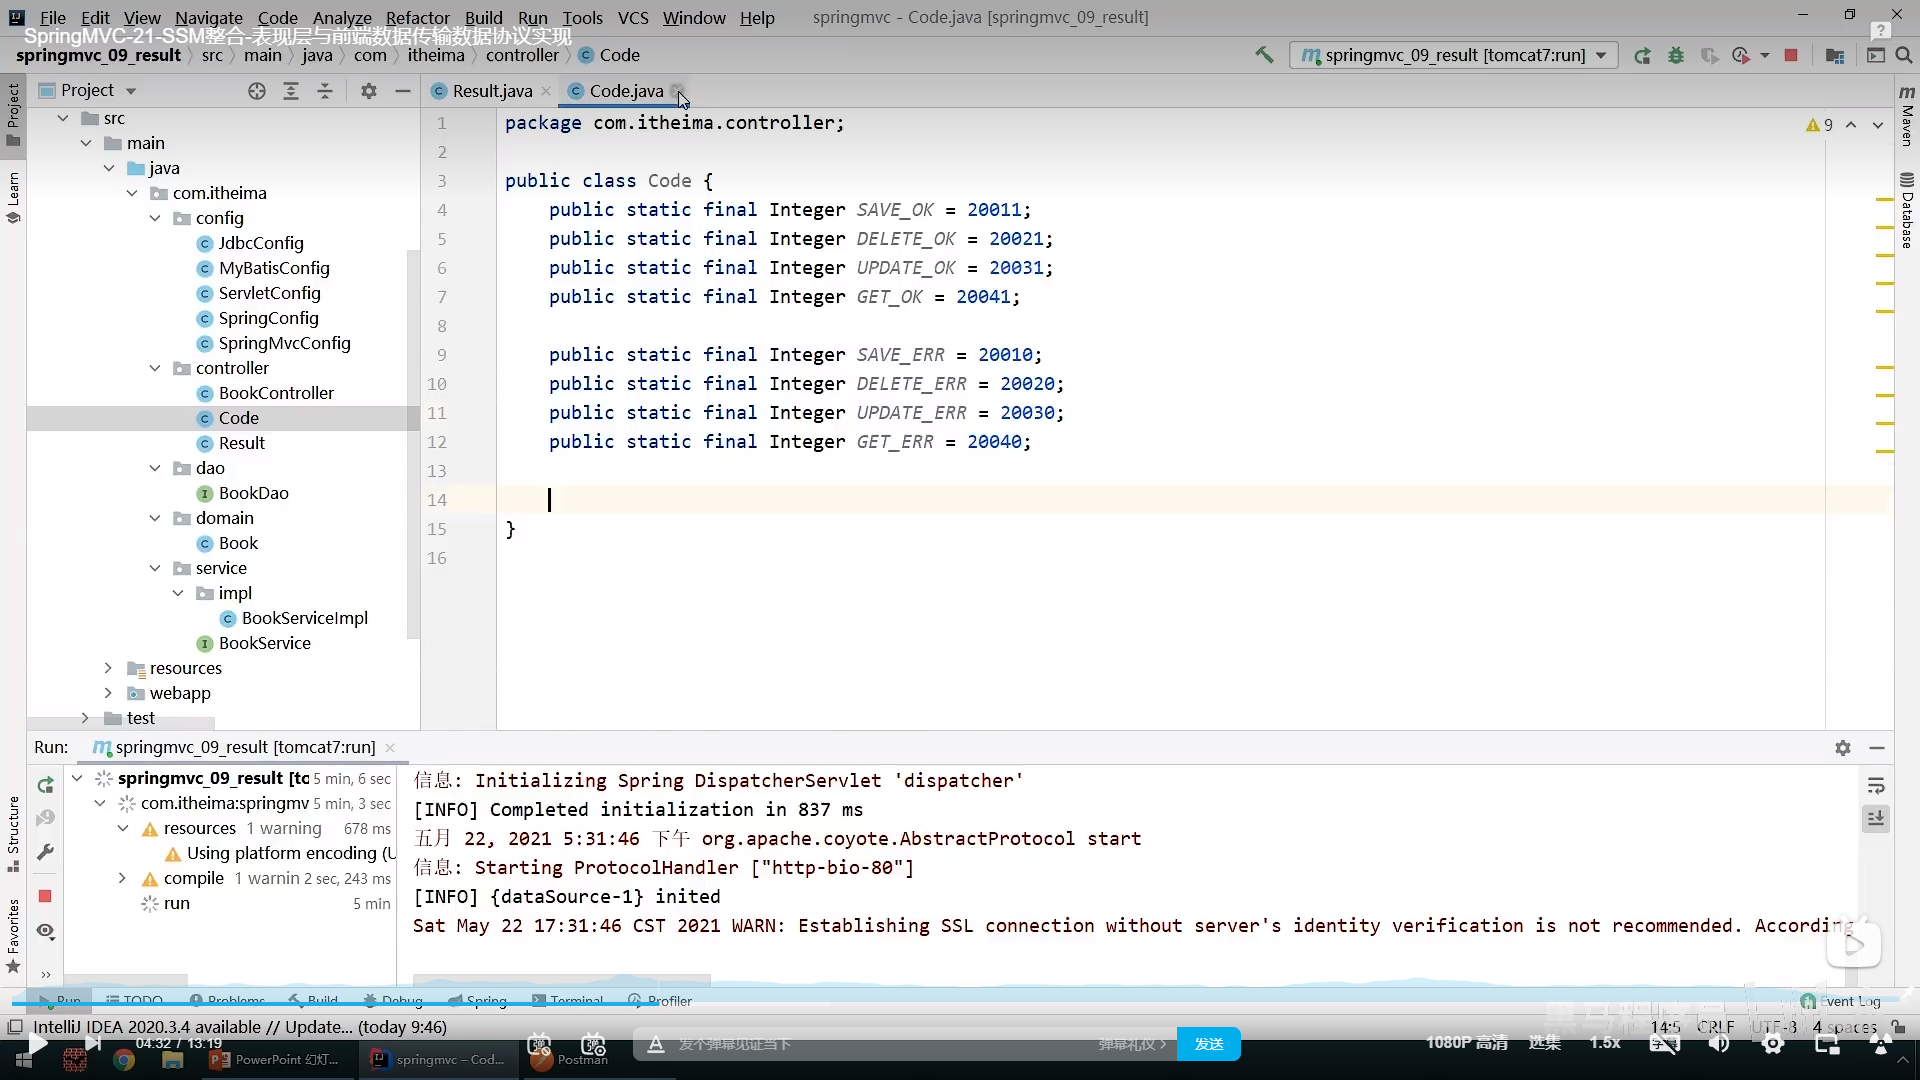 File Edit View Navigate Code Analyze Refactor Build Run Tools VCS Window Help springmvc - Code.java [springmvc_09_result]
SpringMVC-21-SSM整合-表现层与前端数据传输数据协议实现
springmvc_09_result src main java com itheima controller Code
springmvc_09_result [tomcat7:run]
Project
Result.java
Code.java
Project
Learn
Structure
Favorites
Maven
Database
src
main
java
com.itheima
config
JdbcConfig
MyBatisConfig
ServletConfig
SpringConfig
SpringMvcConfig
controller
BookController
Code
Result
dao
BookDao
domain
Book
service
impl
BookServiceImpl
BookService
resources
webapp
test
9
1 package com.itheima.controller;
2
3 public class Code {
4 public static final Integer SAVE_OK = 20011;
5 public static final Integer DELETE_OK = 20021;
6 public static final Integer UPDATE_OK = 20031;
7 public static final Integer GET_OK = 20041;
8
9 public static final Integer SAVE_ERR = 20010;
10 public static final Integer DELETE_ERR = 20020;
11 public static final Integer UPDATE_ERR = 20030;
12 public static final Integer GET_ERR = 20040;
13
14
15 }
16
Run: springmvc_09_result [tomcat7:run]
springmvc_09_result [to 5 min, 6 sec
com.itheima:springmv 5 min, 3 sec
resources 1 warning 678 ms
Using platform encoding (U
compile 1 warnin 2 sec, 243 ms
run 5 min
信息: Initializing Spring DispatcherServlet 'dispatcher'
[INFO] Completed initialization in 837 ms
五月 22, 2021 5:31:46 下午 org.apache.coyote.AbstractProtocol start
信息: Starting ProtocolHandler ["http-bio-80"]
[INFO] {dataSource-1} inited
Sat May 22 17:31:46 CST 2021 WARN: Establishing SSL connection without server's identity verification is not recommended. According
Run TODO Problems Build Debug Spring Terminal Profiler Event Log
IntelliJ IDEA 2020.3.4 available // Update... (today 9:46) 14:5 CRLF UTF-8 4 spaces
04:32 / 13:19 发个弹幕见证当下 弹幕礼仪 发送 1080P 高清 选集 1.5x
PowerPoint 幻灯... springmvc – Cod... Postman